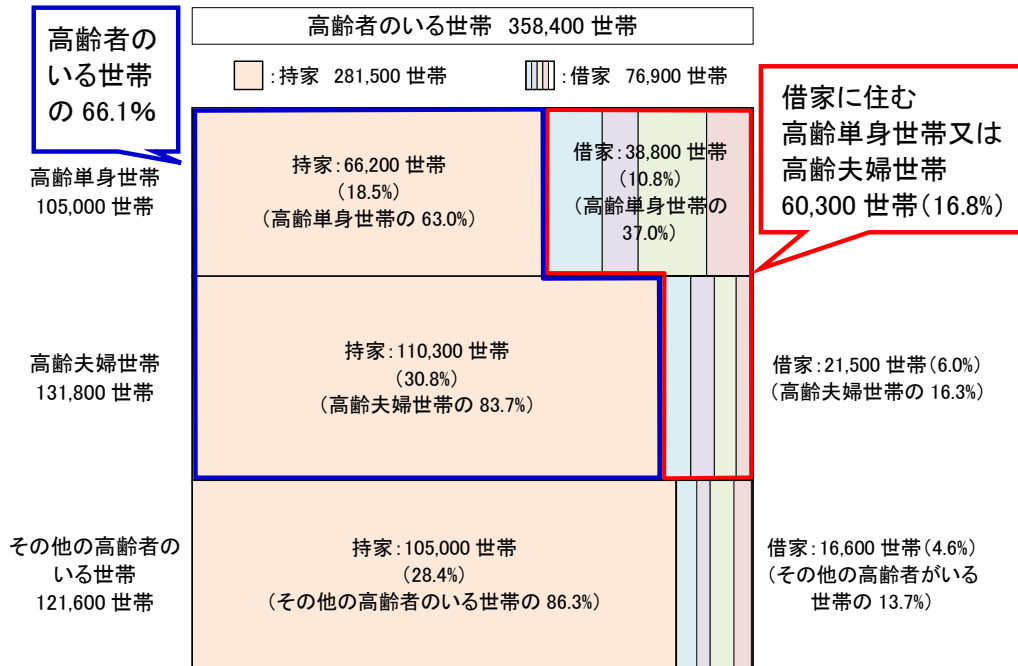 高齢者のいる世帯 358,400 世帯
:持家 281,500 世帯
:借家 76,900 世帯
高齢者の
いる世帯
の 66.1%
借家に住む
高齢単身世帯又は
高齢夫婦世帯
60,300 世帯(16.8%)
高齢単身世帯
105,000 世帯
持家:66,200 世帯
(18.5%)
(高齢単身世帯の 63.0%)
借家:38,800 世帯
(10.8%)
(高齢単身世帯の
37.0%)
高齢夫婦世帯
131,800 世帯
持家:110,300 世帯
(30.8%)
(高齢夫婦世帯の 83.7%)
借家:21,500 世帯(6.0%)
(高齢夫婦世帯の 16.3%)
その他の高齢者の
いる世帯
121,600 世帯
持家:105,000 世帯
(28.4%)
(その他の高齢者のいる世帯の 86.3%)
借家:16,600 世帯(4.6%)
(その他の高齢者がいる
世帯の 13.7%)